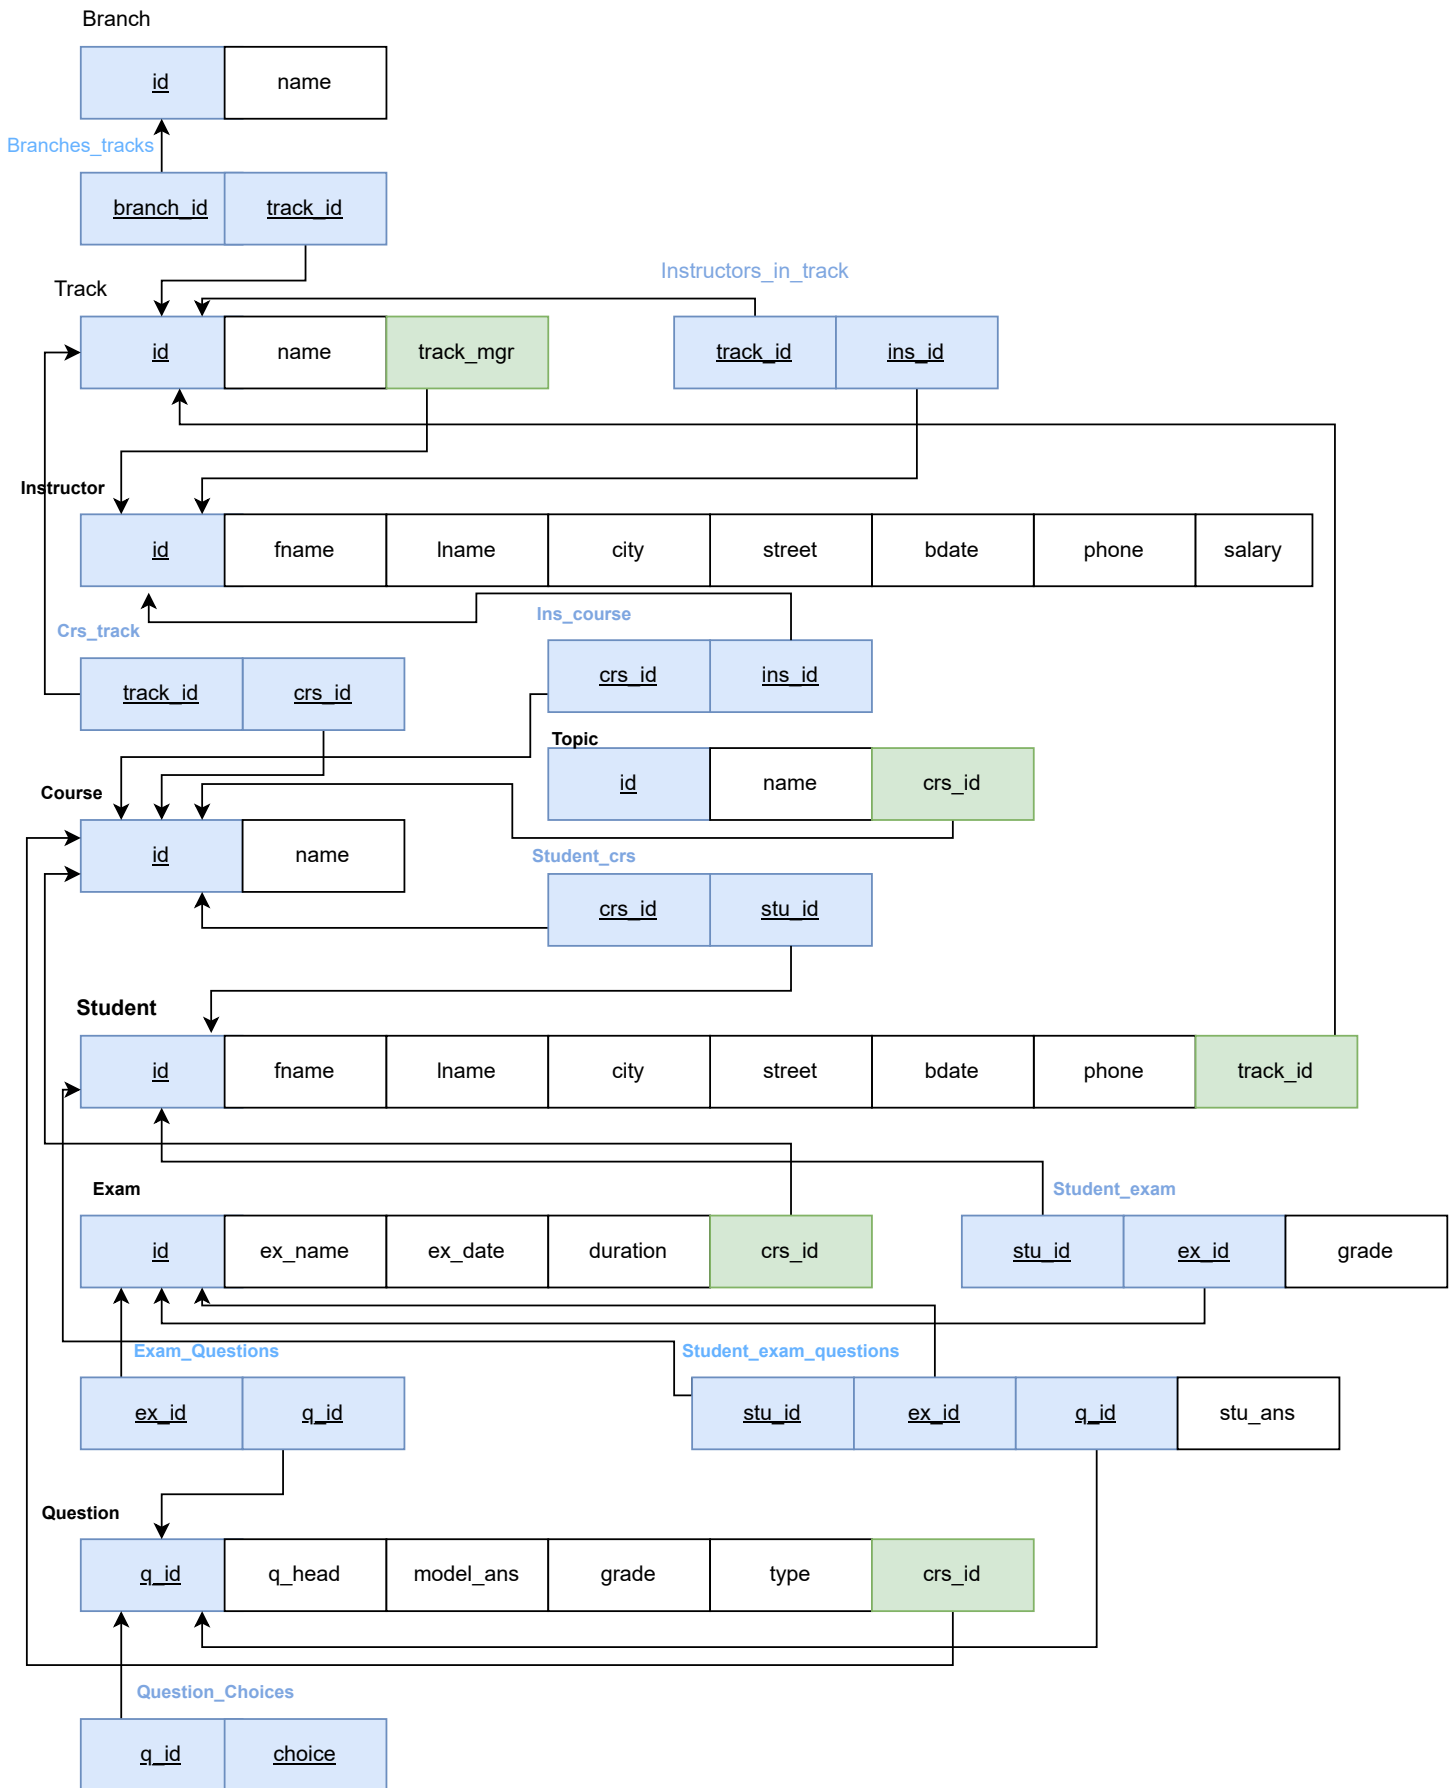 Branch
id name
Branches_tracks
branch_id track_id
Instructors_in_track
Track
id name track_mgr
track_id ins_id
Instructor
id fname lname city street bdate phone salary
Ins_course
Crs_track
crs_id ins_id
track_id crs_id
Topic
id name crs_id
Course
id name
Student_crs
crs_id stu_id
Student
id fname lname city street bdate phone track_id
Exam
Student_exam
id ex_name ex_date duration crs_id
stu_id ex_id grade
Exam_Questions
Student_exam_questions
ex_id q_id
stu_id ex_id q_id stu_ans
Question
q_id q_head model_ans grade type crs_id
Question_Choices
q_id choice